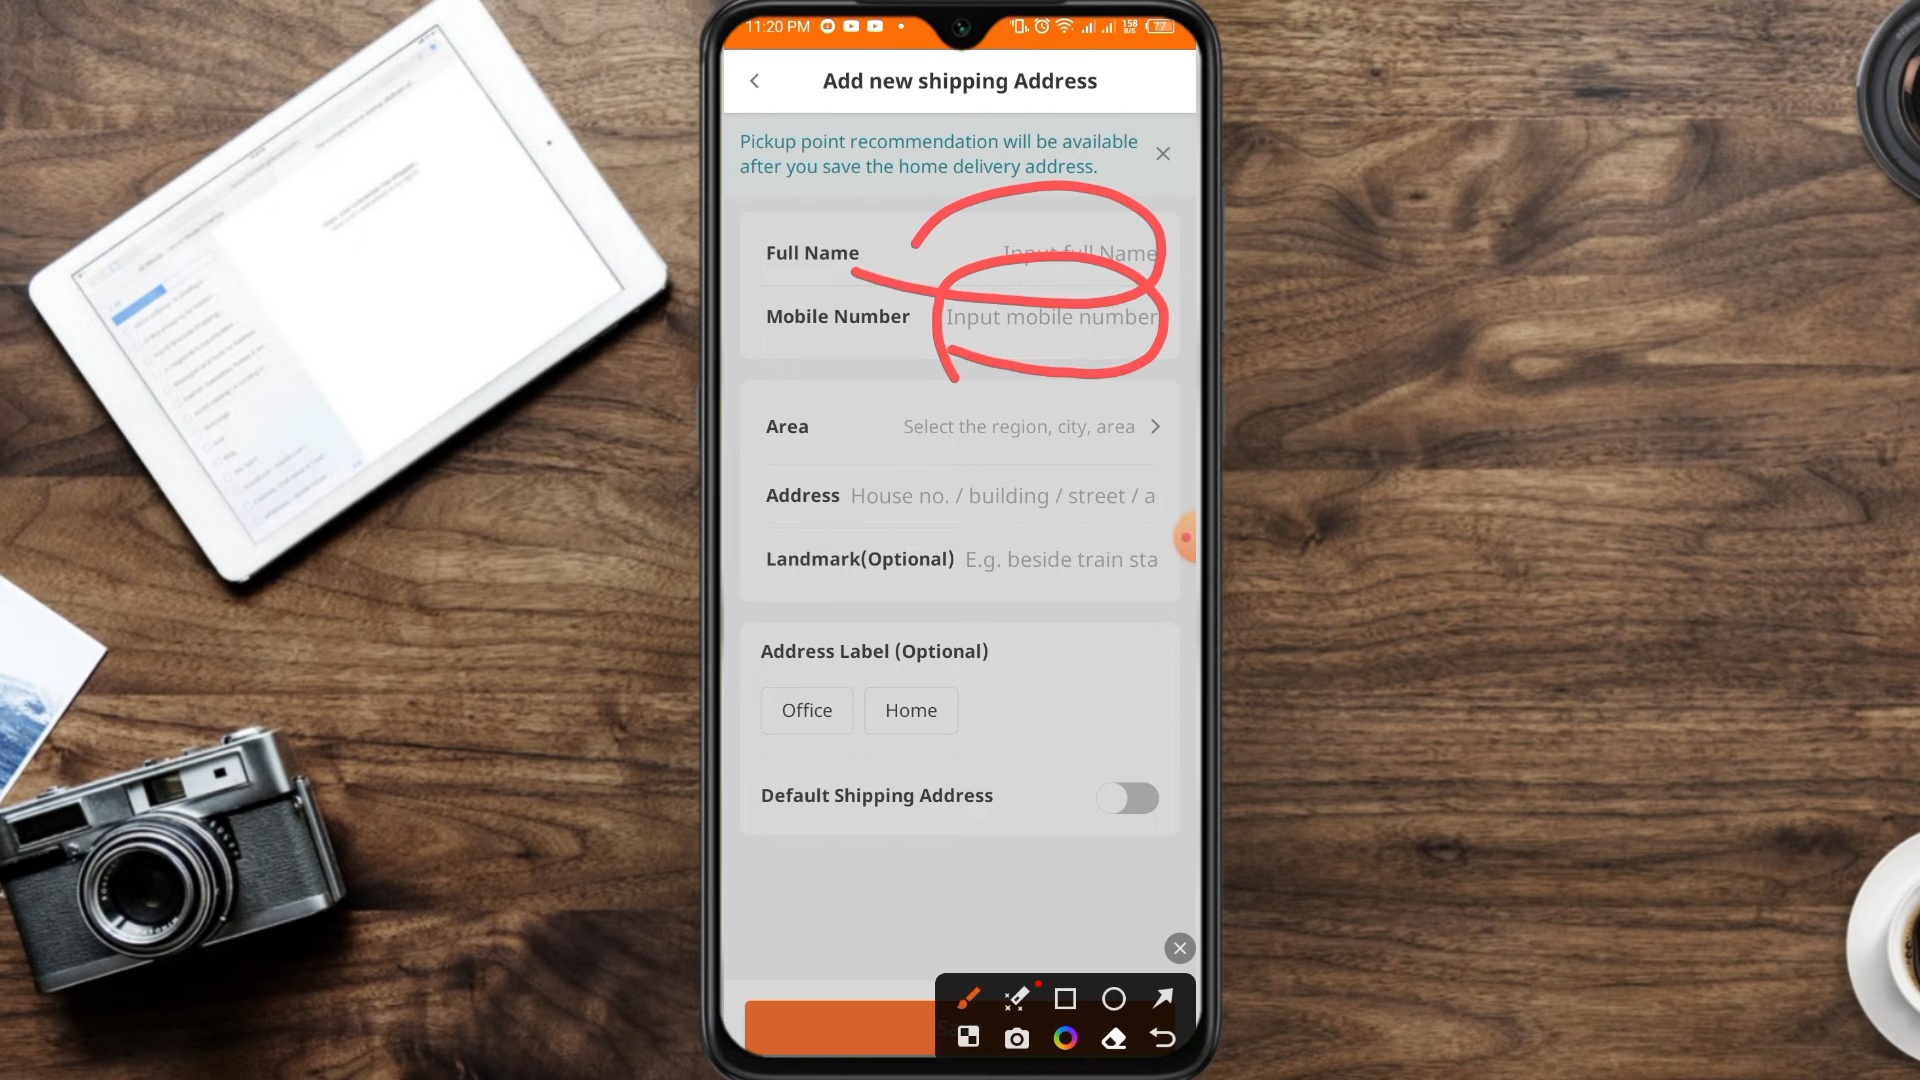 11:20 PM
158
B/S
77
Add new shipping Address
Pickup point recommendation will be available
after you save the home delivery address.
Full Name Input full Name
Mobile Number Input mobile number
Area Select the region, city, area
Address House no. / building / street / a
Landmark(Optional) E.g. beside train sta
Address Label (Optional)
Office Home
Default Shipping Address